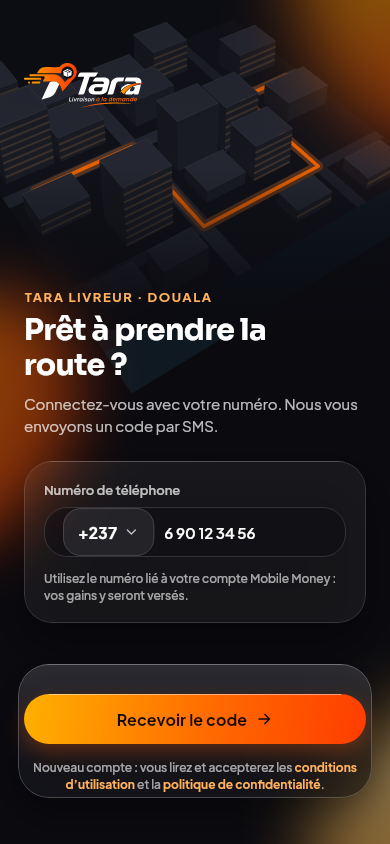 Tara
Livraison à la demande
TARA LIVREUR · DOUALA
Prêt à prendre la
route ?
Connectez-vous avec votre numéro. Nous vous
envoyons un code par SMS.
Numéro de téléphone
+237 6 90 12 34 56
Utilisez le numéro lié à votre compte Mobile Money :
vos gains y seront versés.
Recevoir le code →
Nouveau compte : vous lirez et accepterez les conditions
d’utilisation et la politique de confidentialité.